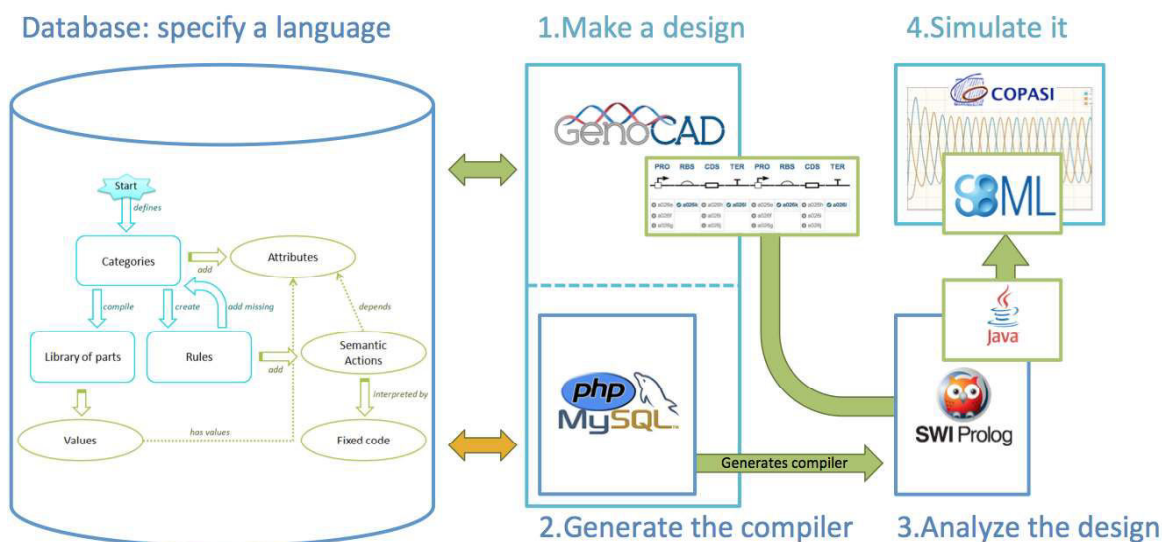 Database: specify a language
1.Make a design
4.Simulate it
Start
defines
Categories
add
Attributes
compile
create
add missing
depends
Library of parts
Rules
add
Semantic
Actions
interpreted by
Values
has values
Fixed code
GenoCAD
PRO RBS CDS TER PRO RBS CDS TER
php
MySQL
Generates compiler
COPASI
SBML
Java
SWI Prolog
2.Generate the compiler
3.Analyze the design